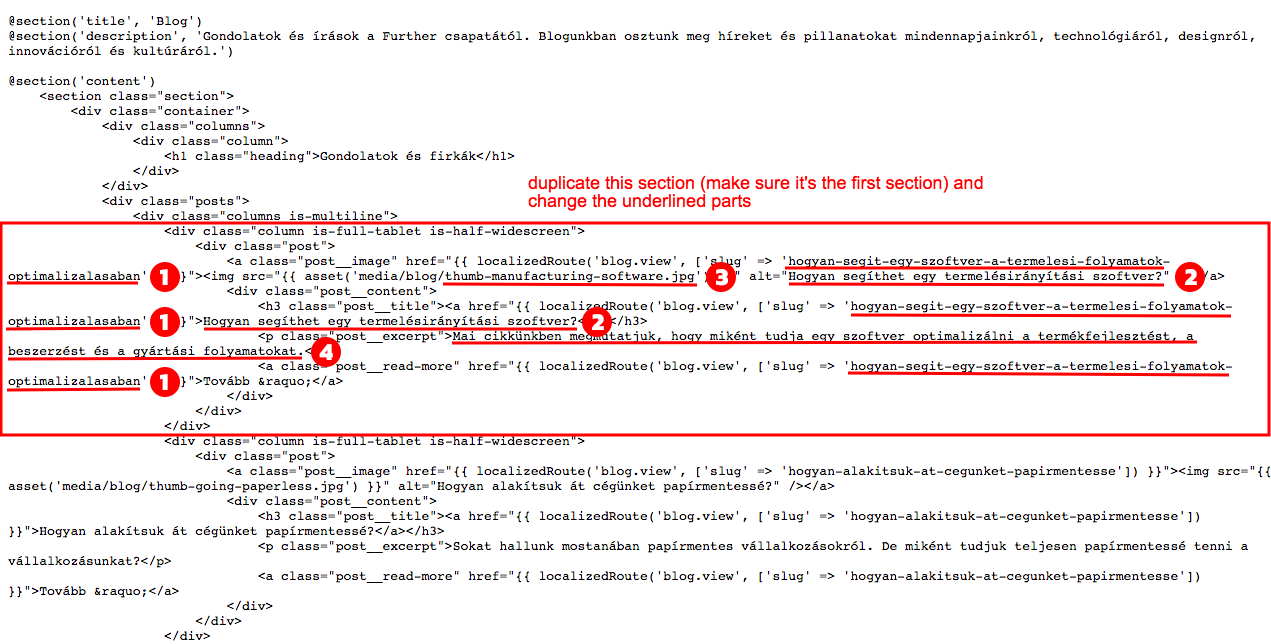 @section('title', 'Blog')
@section('description', 'Gondolatok és írások a Further csapatától. Blogunkban osztunk meg híreket és pillanatokat mindennapjainkról, technológiáról, designról,
innovációról és kultúráról.')
@section('content')
<section class="section">
<div class="container">
<div class="columns">
<div class="column">
<h1 class="heading">Gondolatok és firkák</h1>
</div>
</div>
duplicate this section (make sure it's the first section) and
change the underlined parts
<div class="posts">
<div class="columns is-multiline">
<div class="column is-full-tablet is-half-widescreen">
<div class="post">
<a class="post__image" href="{{ localizedRoute('blog.view', ['slug' => 'hogyan-segit-egy-szoftver-a-termelesi-folyamatok-
optimalizalasaban' 1 }"><img src="{{ asset('media/blog/thumb-manufacturing-software.jpg') 3 " alt="Hogyan segíthet egy termelésirányítási szoftver?" 2 /a>
<div class="post__content">
<h3 class="post__title"><a href="{{ localizedRoute('blog.view', ['slug' => 'hogyan-segit-egy-szoftver-a-termelesi-folyamatok-
optimalizalasaban' 1 }">Hogyan segíthet egy termelésirányítási szoftver?< 2 </h3>
<p class="post__excerpt">Mai cikkünkben megmutatjuk, hogy miként tudja egy szoftver optimalizálni a termékfejlesztést, a
beszerzést és a gyártási folyamatokat.< 4
<a class="post__read-more" href="{{ localizedRoute('blog.view', ['slug' => 'hogyan-segit-egy-szoftver-a-termelesi-folyamatok-
optimalizalasaban' 1 }">Tovább &raquo;</a>
</div>
</div>
</div>
<div class="column is-full-tablet is-half-widescreen">
<div class="post">
<a class="post__image" href="{{ localizedRoute('blog.view', ['slug' => 'hogyan-alakitsuk-at-cegunket-papirmentesse']) }}"><img src="{{
asset('media/blog/thumb-going-paperless.jpg') }}" alt="Hogyan alakítsuk át cégünket papírmentessé?" /></a>
<div class="post__content">
<h3 class="post__title"><a href="{{ localizedRoute('blog.view', ['slug' => 'hogyan-alakitsuk-at-cegunket-papirmentesse'])
}}">Hogyan alakítsuk át cégünket papírmentessé?</a></h3>
<p class="post__excerpt">Sokat hallunk mostanában papírmentes vállalkozásokról. De miként tudjuk teljesen papírmentessé tenni a
vállalkozásunkat?</p>
<a class="post__read-more" href="{{ localizedRoute('blog.view', ['slug' => 'hogyan-alakitsuk-at-cegunket-papirmentesse'])
}}">Tovább &raquo;</a>
</div>
</div>
</div>